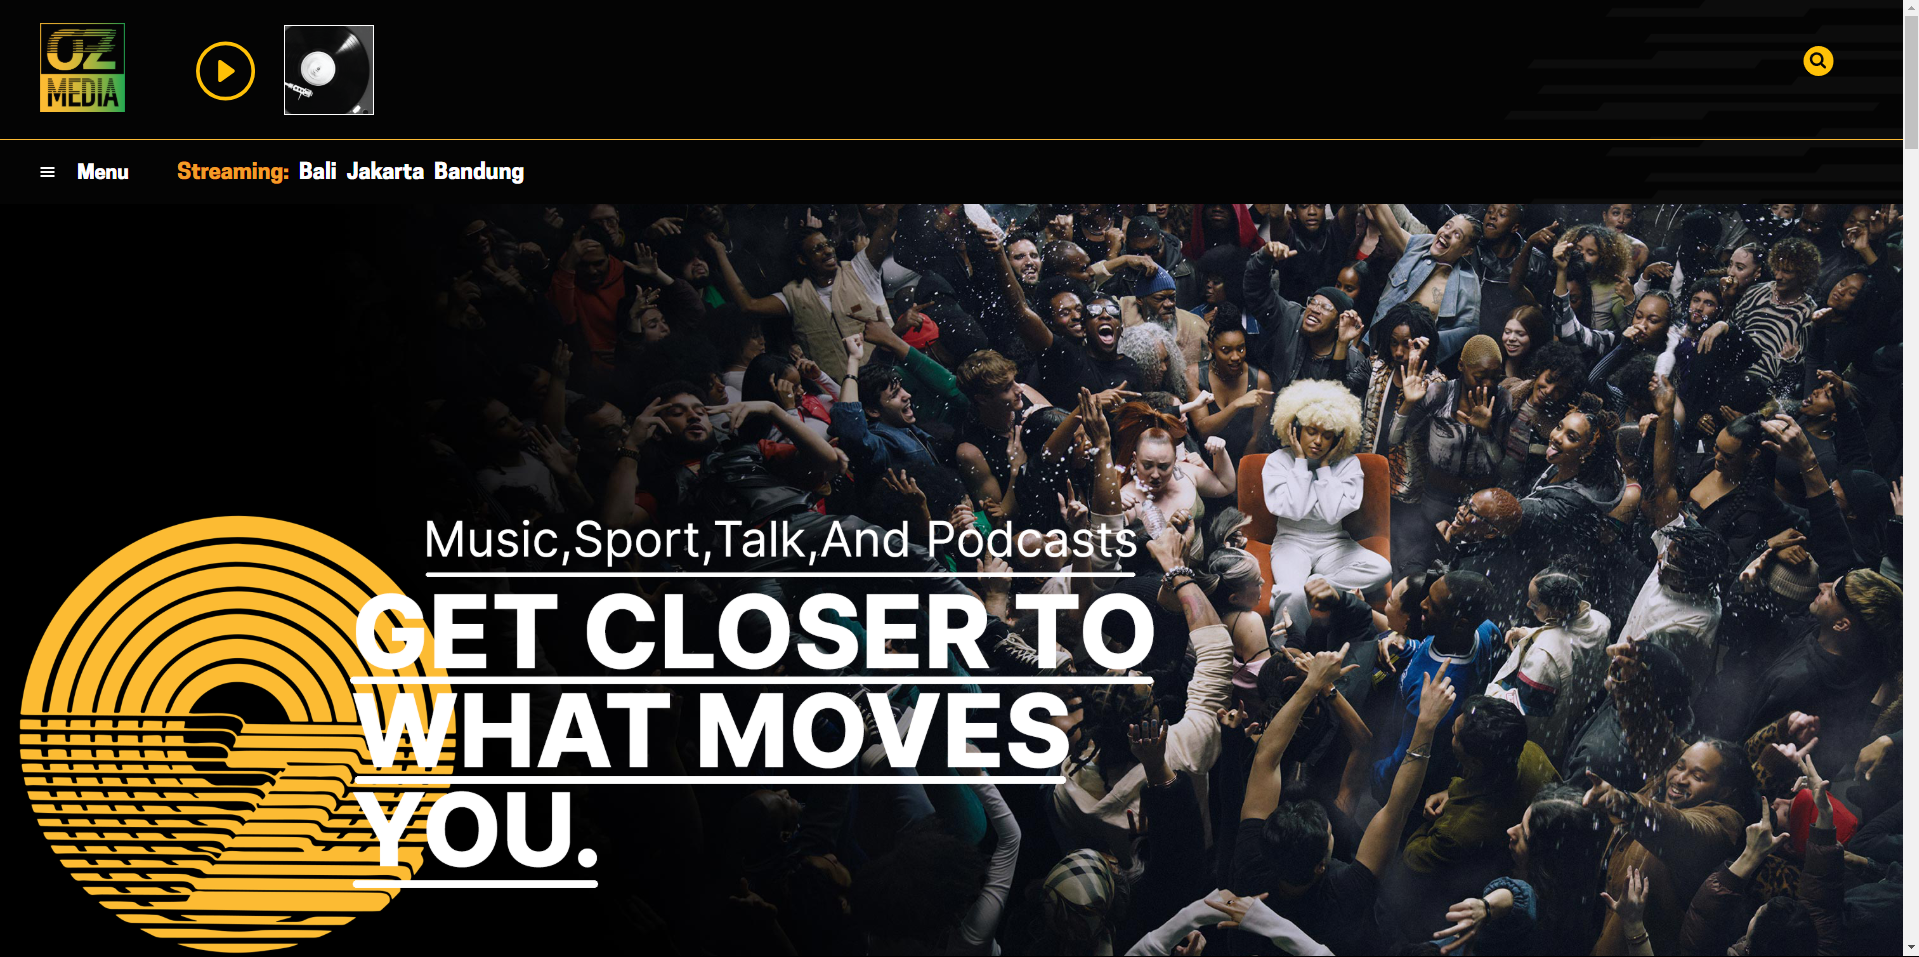 OZ
MEDIA
Menu
Streaming: Bali Jakarta Bandung
Music,Sport,Talk,And Podcasts
GET CLOSER TO
WHAT MOVES
YOU.